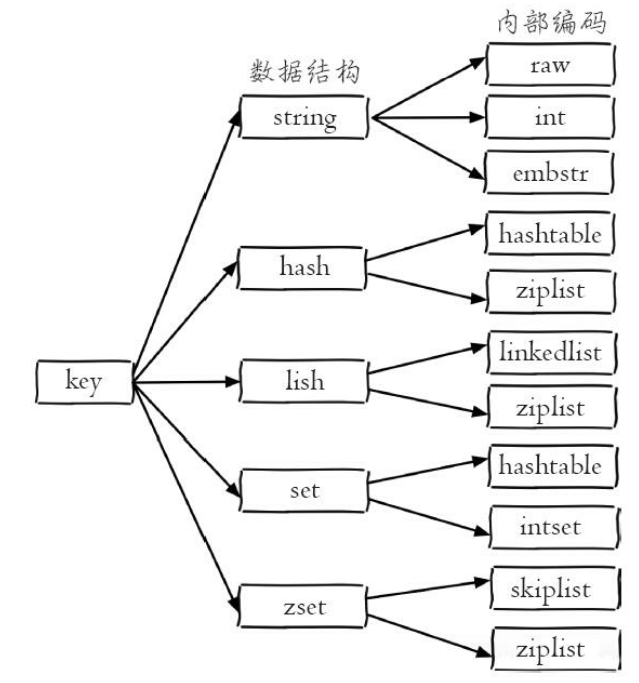 内部编码
数据结构
raw
string
int
embstr
hashtable
hash
ziplist
linkedlist
key
lish
ziplist
hashtable
set
intset
skiplist
zset
ziplist